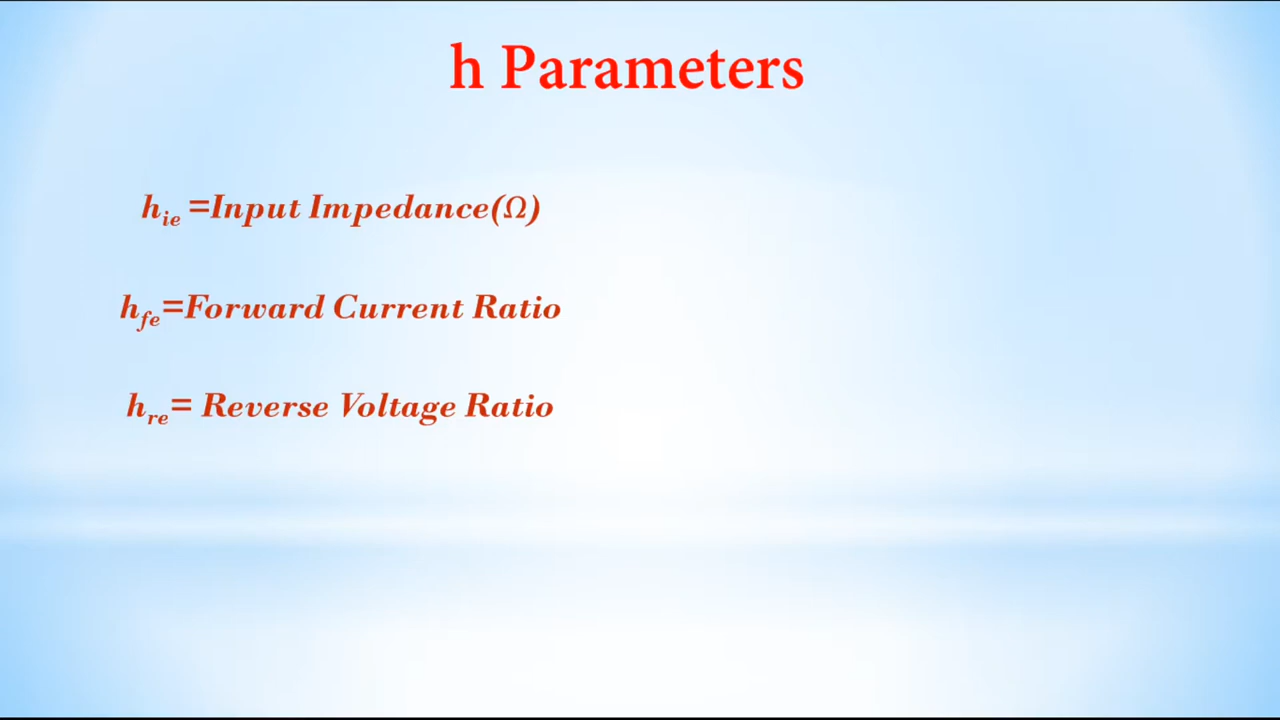 h Parameters
hie =Input Impedance(Ω)
hfe=Forward Current Ratio
hre= Reverse Voltage Ratio